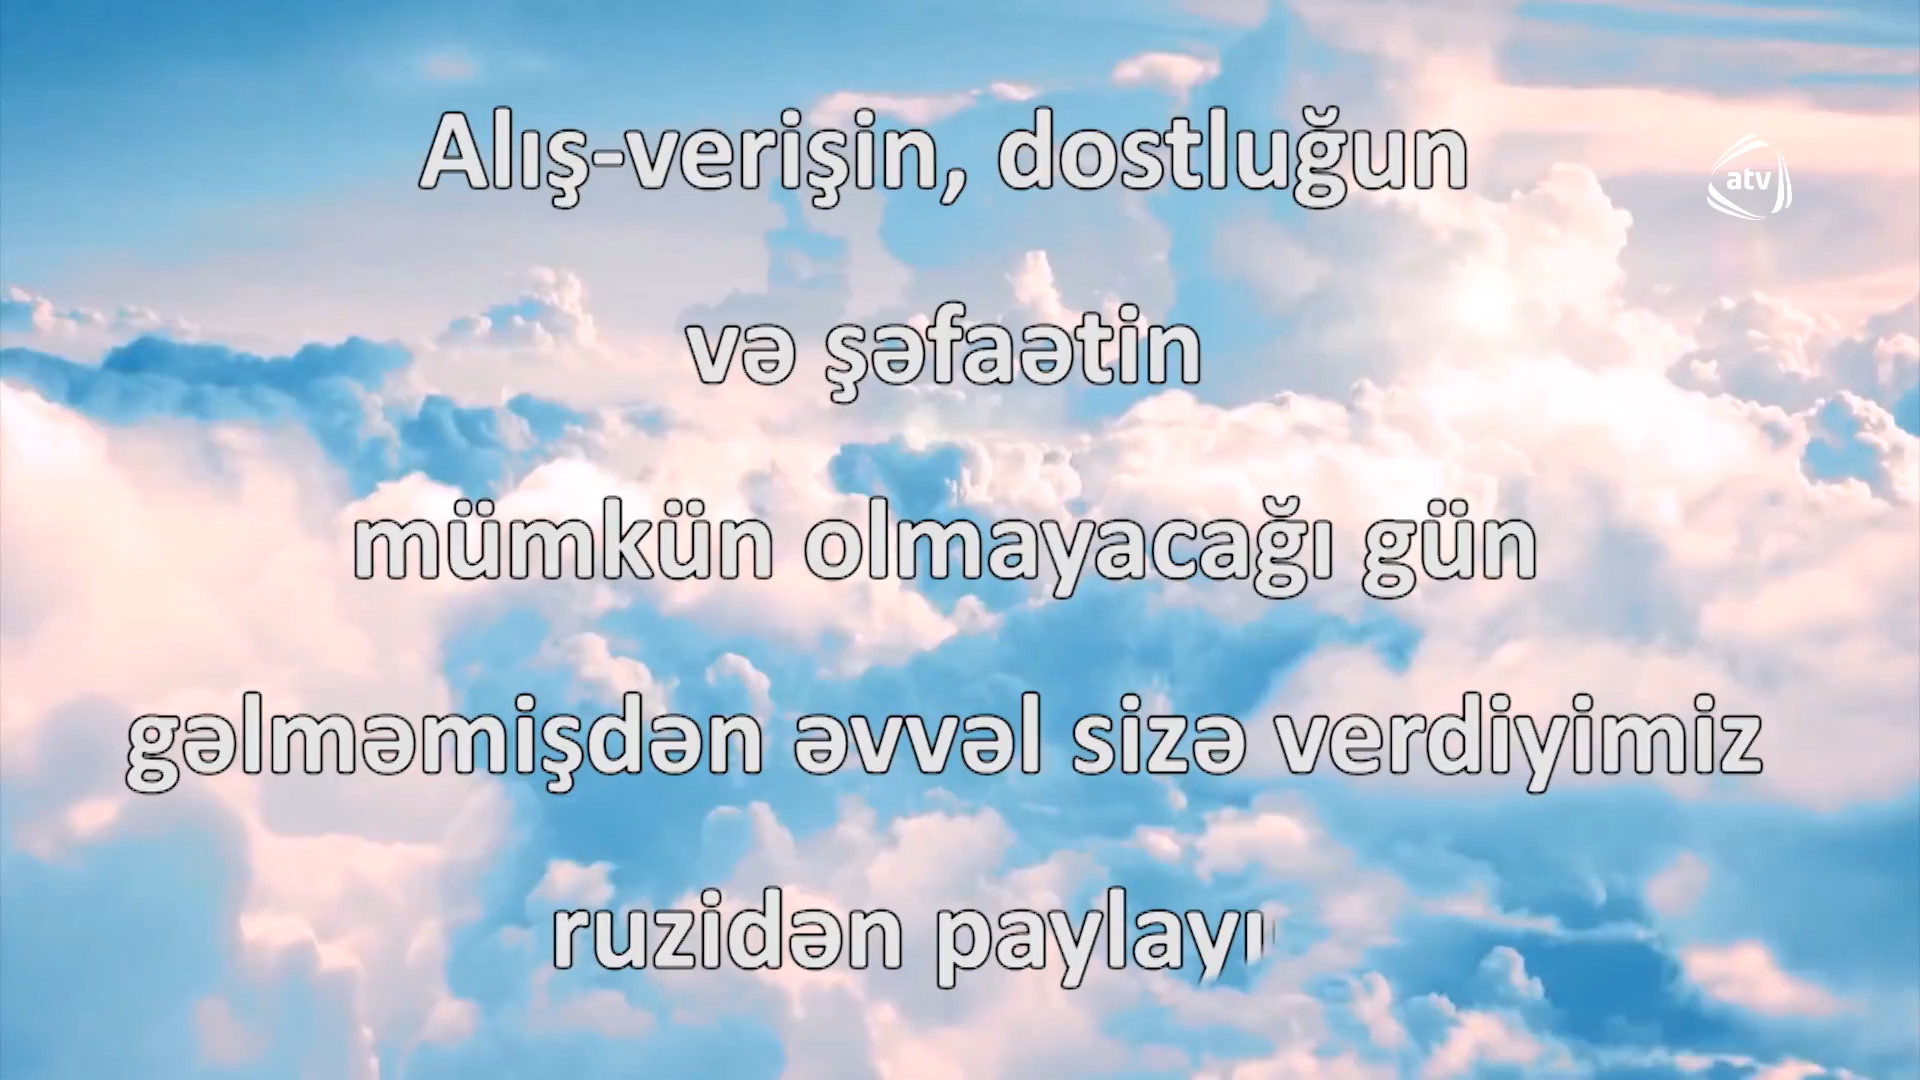 Alış-verişin, dostluğun
atv
və şəfaətin
mümkün olmayacağı gün
gəlməmişdən əvvəl sizə verdiyimiz
ruzidən paylayı